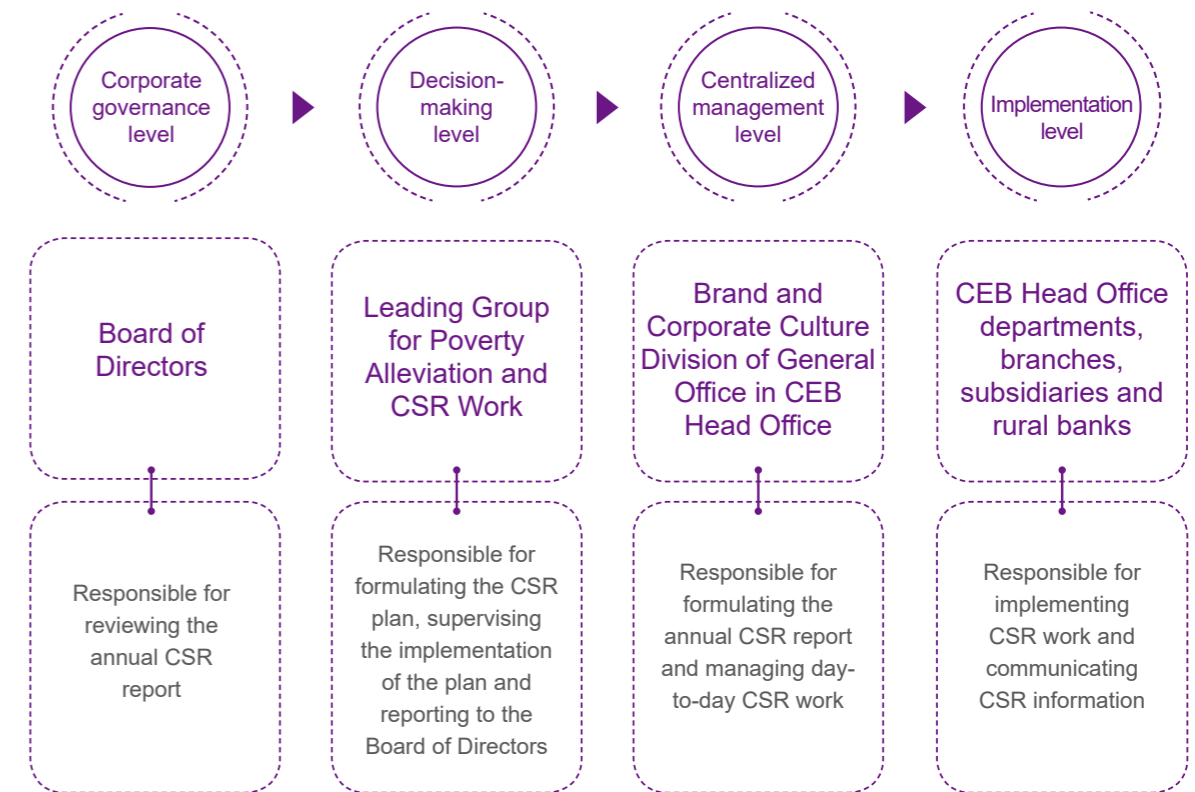 Corporate
governance
level
Decision-
making
level
Centralized
management
level
Implementation
level
Board of
Directors
Leading Group
for Poverty
Alleviation and
CSR Work
Brand and
Corporate Culture
Division of General
Office in CEB
Head Office
CEB Head Office
departments,
branches,
subsidiaries and
rural banks
Responsible for
reviewing the
annual CSR
report
Responsible for
formulating the CSR
plan, supervising
the implementation
of the plan and
reporting to the
Board of Directors
Responsible for
formulating the
annual CSR report
and managing day-
to-day CSR work
Responsible for
implementing
CSR work and
communicating
CSR information